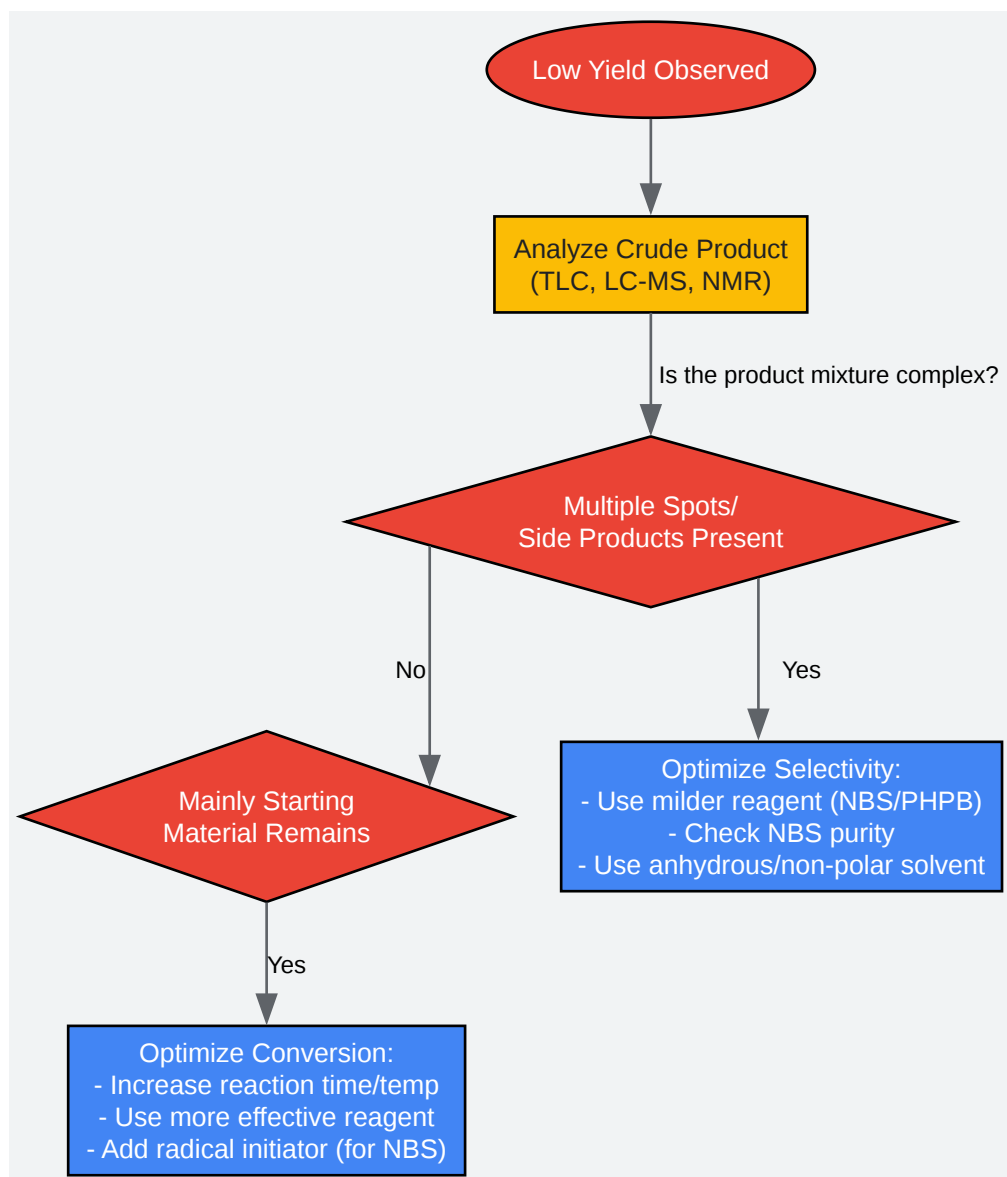 Low Yield Observed
Analyze Crude Product
(TLC, LC-MS, NMR)
Is the product mixture complex?
Multiple Spots/
Side Products Present
No
Yes
Mainly Starting
Material Remains
Optimize Selectivity:
- Use milder reagent (NBS/PHPB)
- Check NBS purity
- Use anhydrous/non-polar solvent
Yes
Optimize Conversion:
- Increase reaction time/temp
- Use more effective reagent
- Add radical initiator (for NBS)